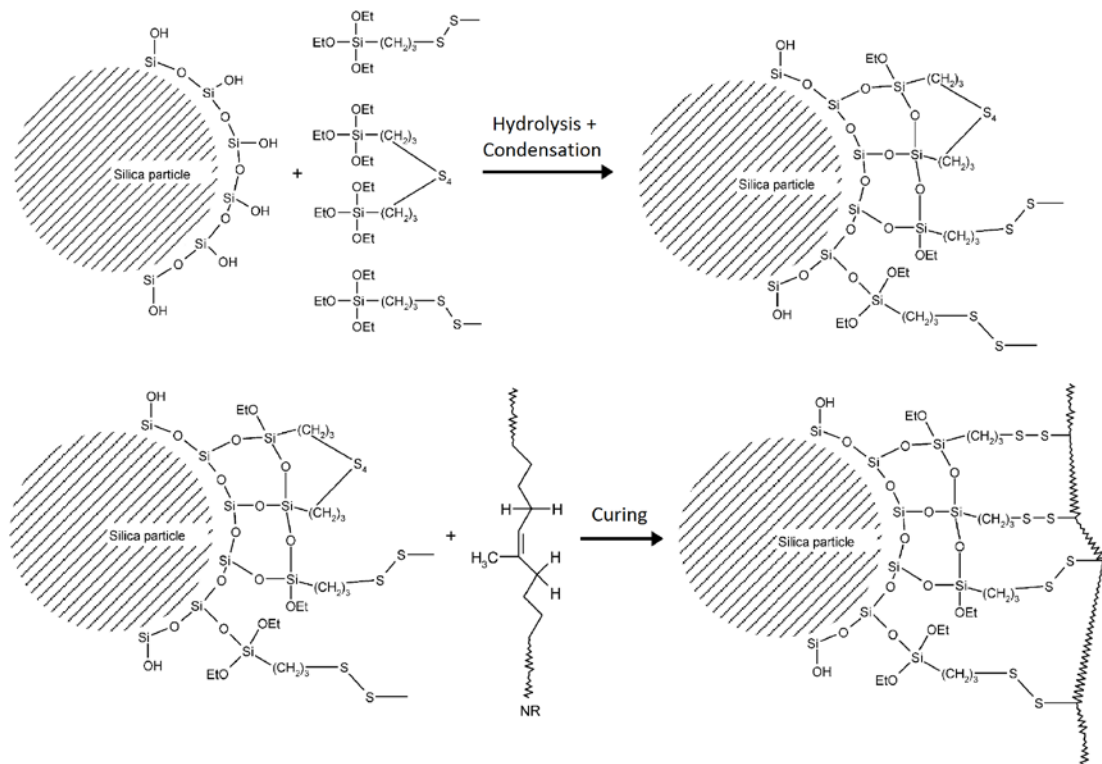 OH
Si
O
Si
OH
O
Si
OH
O
Si
OH
O
Si
OH
O
Si
OH
Silica particle
+
OEt
EtO Si (CH2)3 S
S
OEt
OEt
EtO Si (CH2)3
OEt
S4
OEt
EtO Si (CH2)3
OEt
OEt
EtO Si (CH2)3 S
S
OEt
Hydrolysis +
Condensation
OH
Si
O
Si
O
Si
EtO
(CH2)3
O
O
S4
Si
O
Si
(CH2)3
O
O
S
Si
O
Si
(CH2)3
S
OEt
O
Si
O
OEt
O
Si
Si
OH
EtO
(CH2)3
S
S
Silica particle
OH
Si
O
Si
O
Si
EtO
(CH2)3
O
O
S4
Si
O
Si
(CH2)3
O
O
S
Si
O
Si
(CH2)3
S
OEt
O
Si
O
OEt
O
Si
Si
OH
EtO
(CH2)3
S
S
Silica particle
+
H
H
H3C
H
H
NR
Curing
OH
Si
O
Si
O
Si
EtO
(CH2)3
S
S
O
O
Si
O
Si
(CH2)3
S
S
O
O
S
Si
O
Si
(CH2)3
S
OEt
O
Si
O
OEt
O
Si
Si
OH
EtO
(CH2)3
S
S
Silica particle